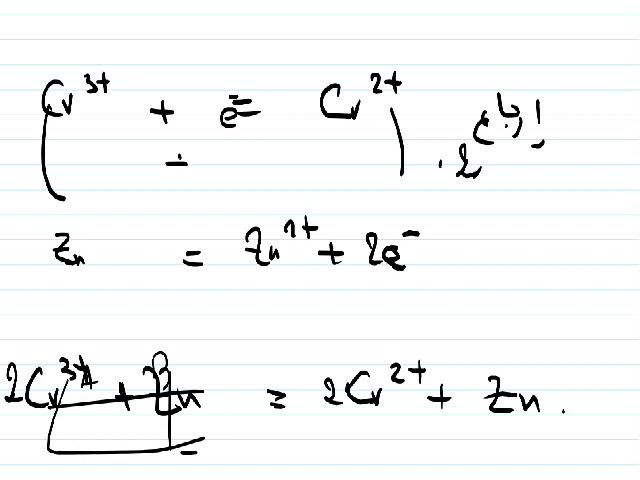 Cr³⁺ + e⁻ = Cr²⁺ ) · 2
Zn = Zn²⁺ + 2e⁻
2Cr³⁺ + Zn = 2Cr²⁺ + Zn.